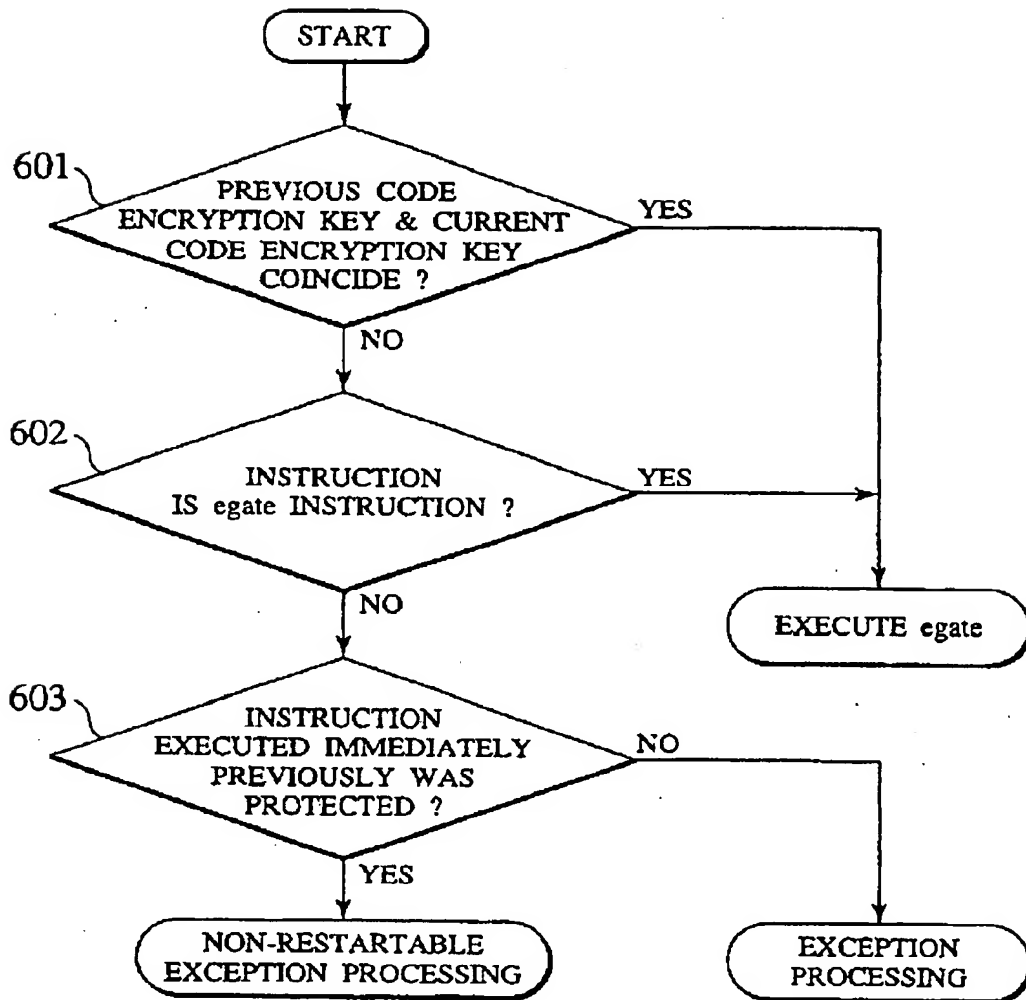 START
601
PREVIOUS CODE
ENCRYPTION KEY & CURRENT
CODE ENCRYPTION KEY
COINCIDE ?
YES
NO
602
INSTRUCTION
IS egate INSTRUCTION ?
YES
NO
EXECUTE egate
603
INSTRUCTION
EXECUTED IMMEDIATELY
PREVIOUSLY WAS
PROTECTED ?
NO
YES
NON-RESTARTABLE
EXCEPTION PROCESSING
EXCEPTION
PROCESSING